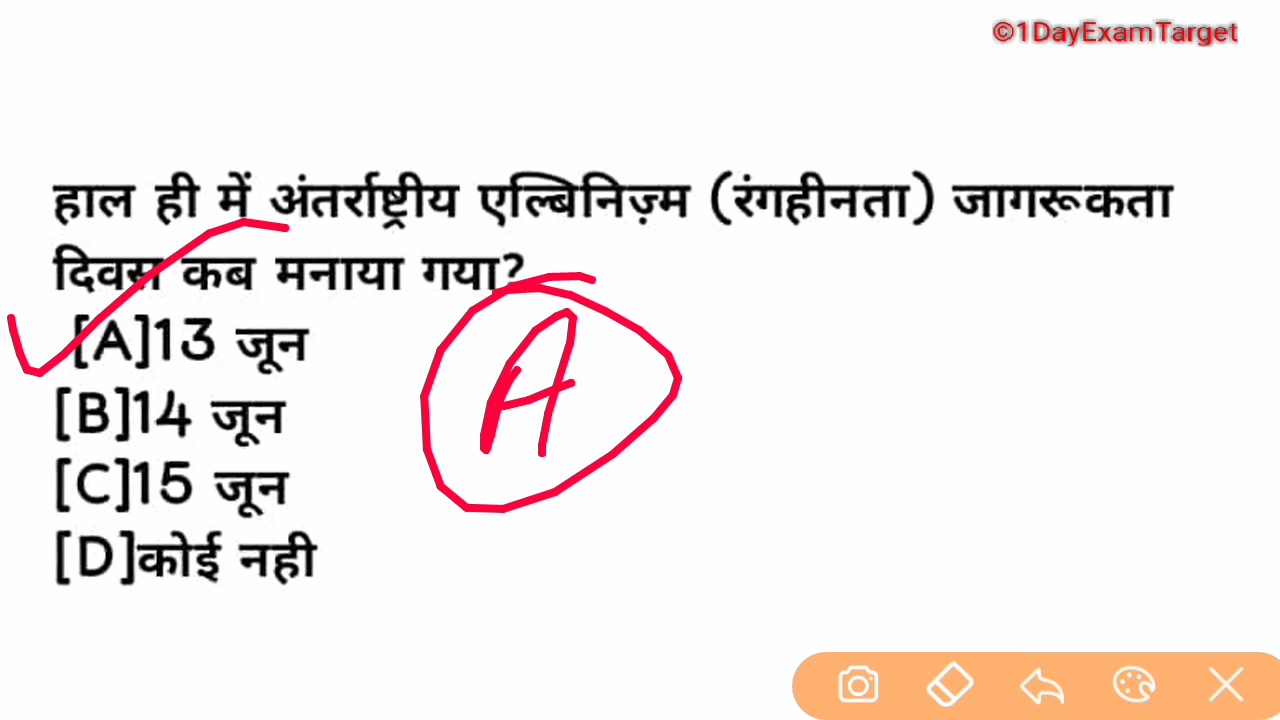 ©1DayExamTarget
हाल ही में अंतर्राष्ट्रीय एल्बिनिज़्म (रंगहीनता) जागरूकता
दिवस कब मनाया गया?
[A]13 जून
A
[B]14 जून
[C]15 जून
[D]कोई नही